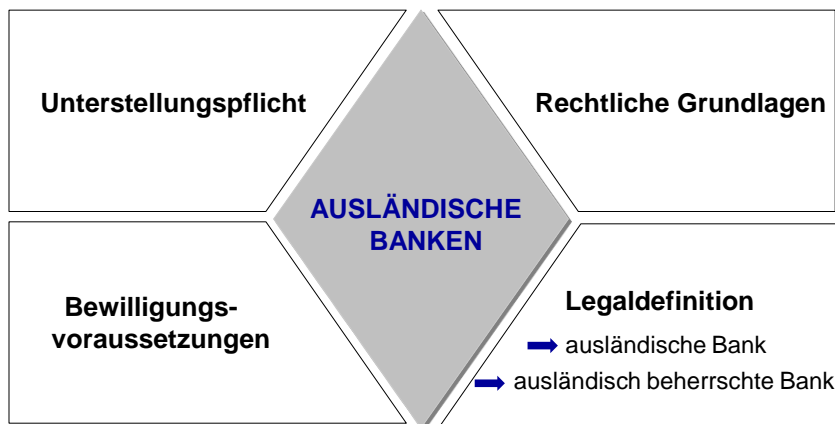 Unterstellungspflicht
Rechtliche Grundlagen
AUSLÄNDISCHE
BANKEN
Bewilligungs-
voraussetzungen
Legaldefinition
ausländische Bank
ausländisch beherrschte Bank